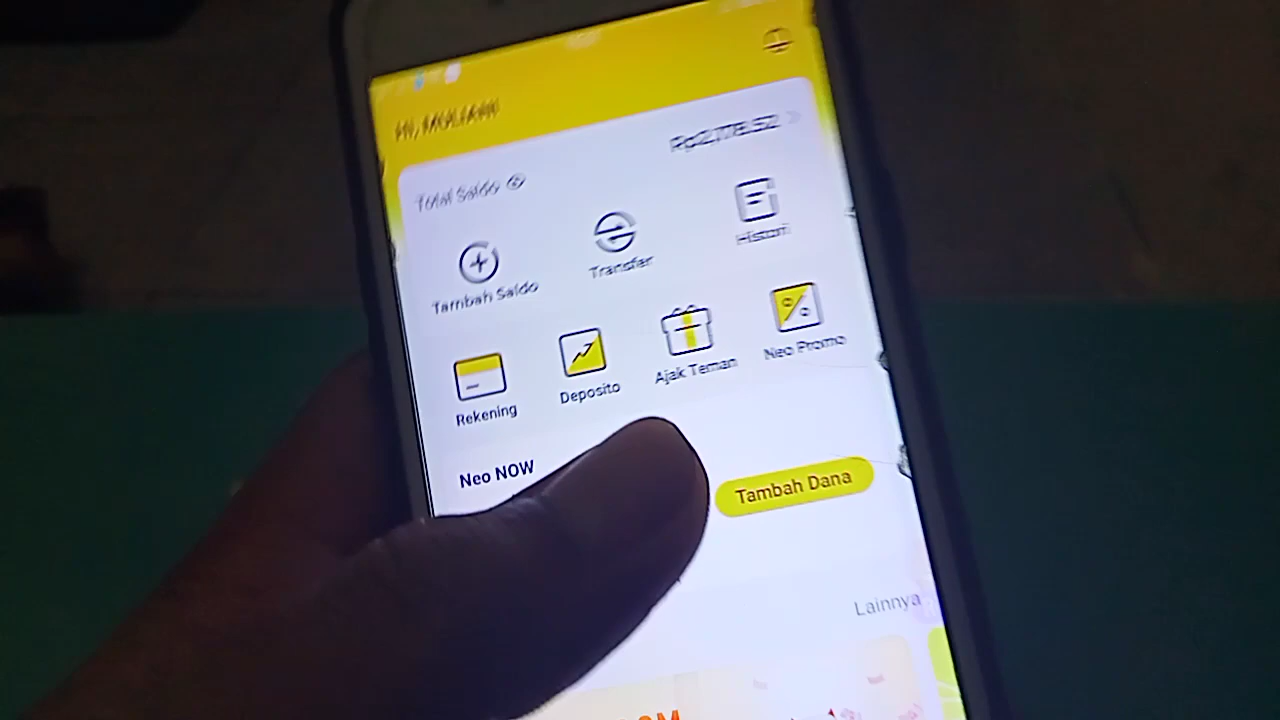 Total Saldo
Tambah Saldo
Transfer
Histori
Rekening
Deposito
Ajak Teman
Neo Promo
Neo NOW
Tambah Dana
Lainnya